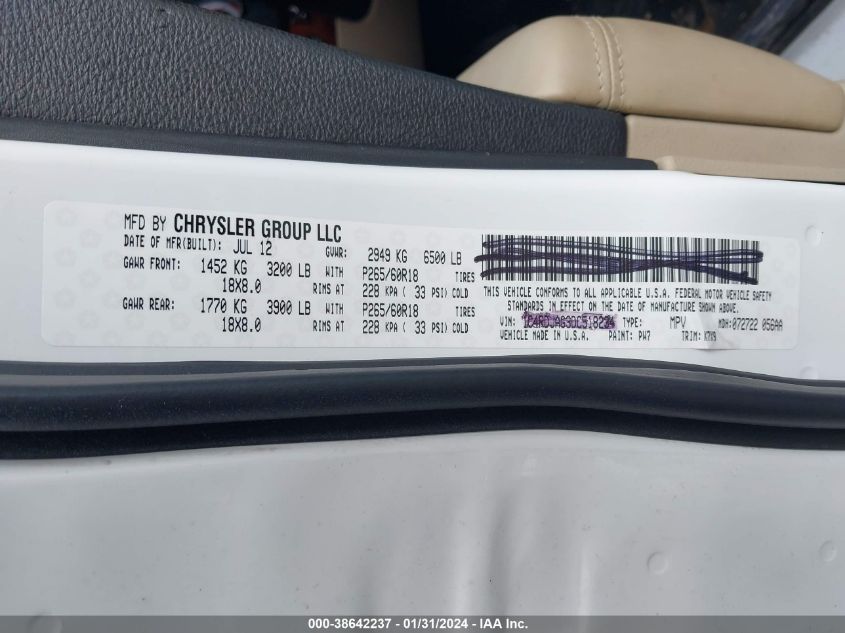 MFD BY CHRYSLER GROUP LLC
DATE OF MFR(BUILT): JUL 12 GVWR: 2949 KG 6500 LB
GAWR FRONT: 1452 KG 3200 LB WITH P265/60R18 TIRES
18X8.0 RIMS AT 228 KPA ( 33 PSI) COLD
GAWR REAR: 1770 KG 3900 LB WITH P265/60R18 TIRES
18X8.0 RIMS AT 228 KPA ( 33 PSI) COLD
THIS VEHICLE CONFORMS TO ALL APPLICABLE U.S.A. FEDERAL MOTOR VEHICLE SAFETY
STANDARDS IN EFFECT ON THE DATE OF MANUFACTURE SHOWN ABOVE.
VIN: TYPE: MPV MDH:072722 056AA
VEHICLE MADE IN U.S.A. PAINT: PW7 TRIM:
000-38642237 - 01/31/2024 - IAA Inc.